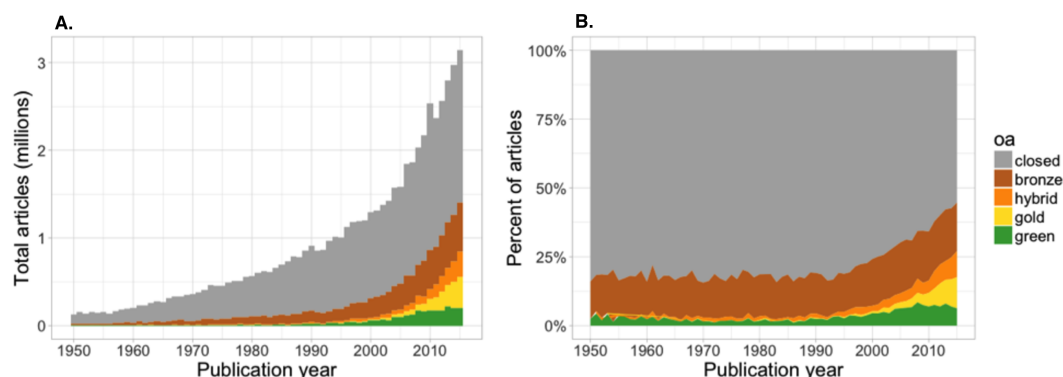 A.
Total articles (millions)
3
2
1
0
1950 1960 1970 1980 1990 2000 2010
Publication year
B.
Percent of articles
100%
75%
50%
25%
0%
1950 1960 1970 1980 1990 2000 2010
Publication year
oa
closed
bronze
hybrid
gold
green